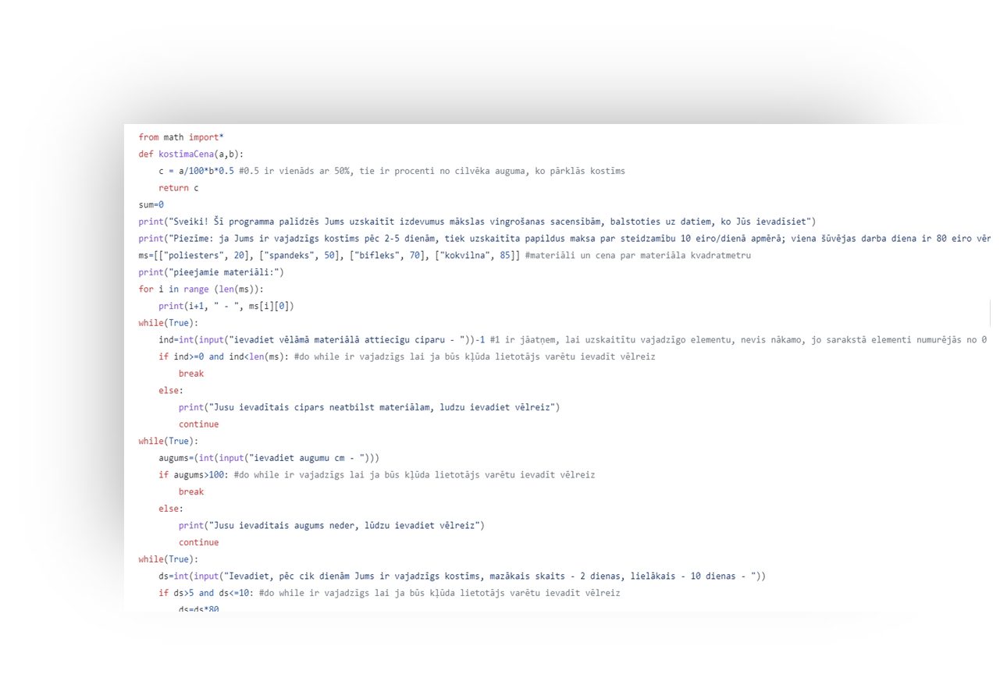 from math import*
def kostīmaCena(a,b):
    c = a/100*b*0.5 #0.5 ir vienāds ar 50%, tie ir procenti no cilvēka auguma, ko pārklās kostīms
    return c
sum=0
print("Sveiki! Šī programma palīdzēs Jums uzskaitīt izdevumus mākslas vingrošanas sacensībām, balstoties uz datiem, ko Jūs ievadīsiet")
print("Piezīme: ja Jums ir vajadzīgs kostīms pēc 2-5 dienām, tiek uzskaitīta papildus maksa par steidzamību 10 eiro/dienā apmērā; viena šūvējas darba diena ir 80 eiro
ms=[["poliesters", 20], ["spandeks", 50], ["bifleks", 70], ["kokvilna", 85]] #materiāli un cena par materiāla kvadratmetru
print("pieejamie materiāli:")
for i in range (len(ms)):
    print(i+1, " - ", ms[i][0])
while(True):
    ind=int(input("ievadiet vēlāmā materiālā attiecīgu ciparu - "))-1 #1 ir jāatņem, lai uzskaitītu vajadzīgo elementu, nevis nākamo, jo sarakstā elementi numurējās no 0
    if ind>=0 and ind<len(ms): #do while ir vajadzīgs lai ja būs kļūda lietotājs varētu ievadīt vēlreiz
        break
    else:
        print("Jusu ievadītais cipars neatbilst materiālam, ludzu ievadiet vēlreiz")
        continue
while(True):
    augums=(int(input("ievadiet augumu cm - ")))
    if augums>100: #do while ir vajadzīgs lai ja būs kļūda lietotājs varētu ievadīt vēlreiz
        break
    else:
        print("Jusu ievaditais augums neder, lūdzu ievadiet vēlreiz")
        continue
while(True):
    ds=int(input("Ievadiet, pēc cik dienām Jums ir vajadzīgs kostīms, mazākais skaits - 2 dienas, lielākais - 10 dienas - "))
    if ds>5 and ds<=10: #do while ir vajadzīgs lai ja būs kļūda lietotājs varētu ievadīt vēlreiz
        ds=ds*80